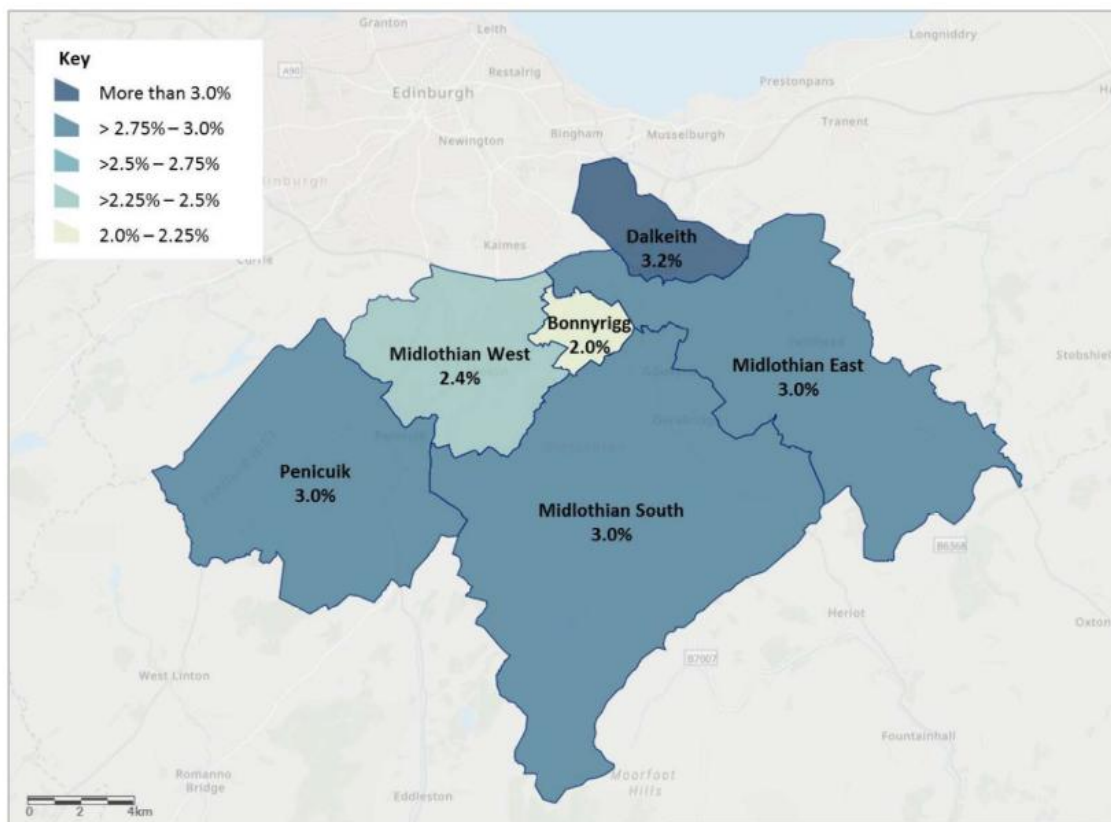 Granton
Leith
Longniddry
Key
A90
Restalrig
Prestonpans
More than 3.0%
Edinburgh
Tranent
> 2.75% – 3.0%
Newington
Bingham
Musselburgh
>2.5% – 2.75%
>2.25% – 2.5%
2.0% – 2.25%
Kaimes
Currie
Dalkeith
3.2%
Bonnyrigg
2.0%
Midlothian West
2.4%
Midlothian East
3.0%
Penicuik
3.0%
Midlothian South
3.0%
B6368
Heriot
Oxton
B7007
West Linton
Fountainhall
Romanno
Bridge
Eddleston
Moorfoot
Hills
0 2 4km